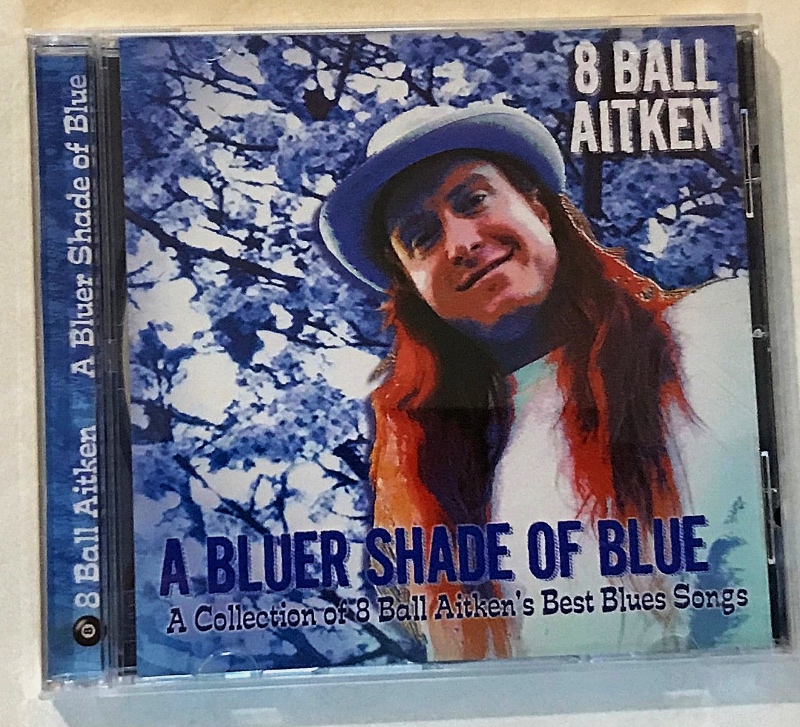 8 BALL
AITKEN
A BLUER SHADE OF BLUE
A Collection of 8 Ball Aitken's Best Blues Songs
8 8 Ball Aitken A Bluer Shade of Blue